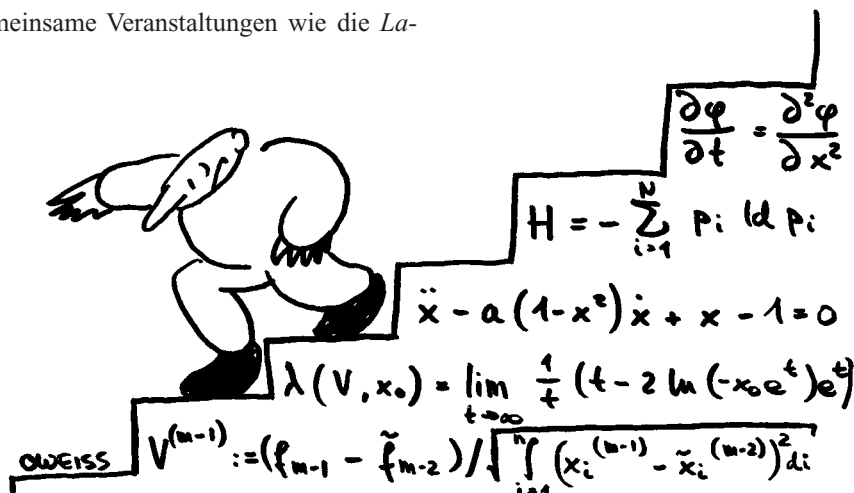 meinsame Veranstaltungen wie die La-
∂φ/∂t = ∂²φ/∂x²
H = - ∑_{i=1}^{N} p_i ld p_i
ẍ - a (1-x²) ẋ + x - 1 = 0
λ(V, x₀) = lim_{t→∞} 1/t (t - 2 ln (-x₀e^t)e^t)
OWEISS
V^{(m-1)} := (f_{m-1} - f̃_{m-2}) / √(∫_{i=1}^{n} (x_i^{(m-1)} - x̃_i^{(m-2)})² di